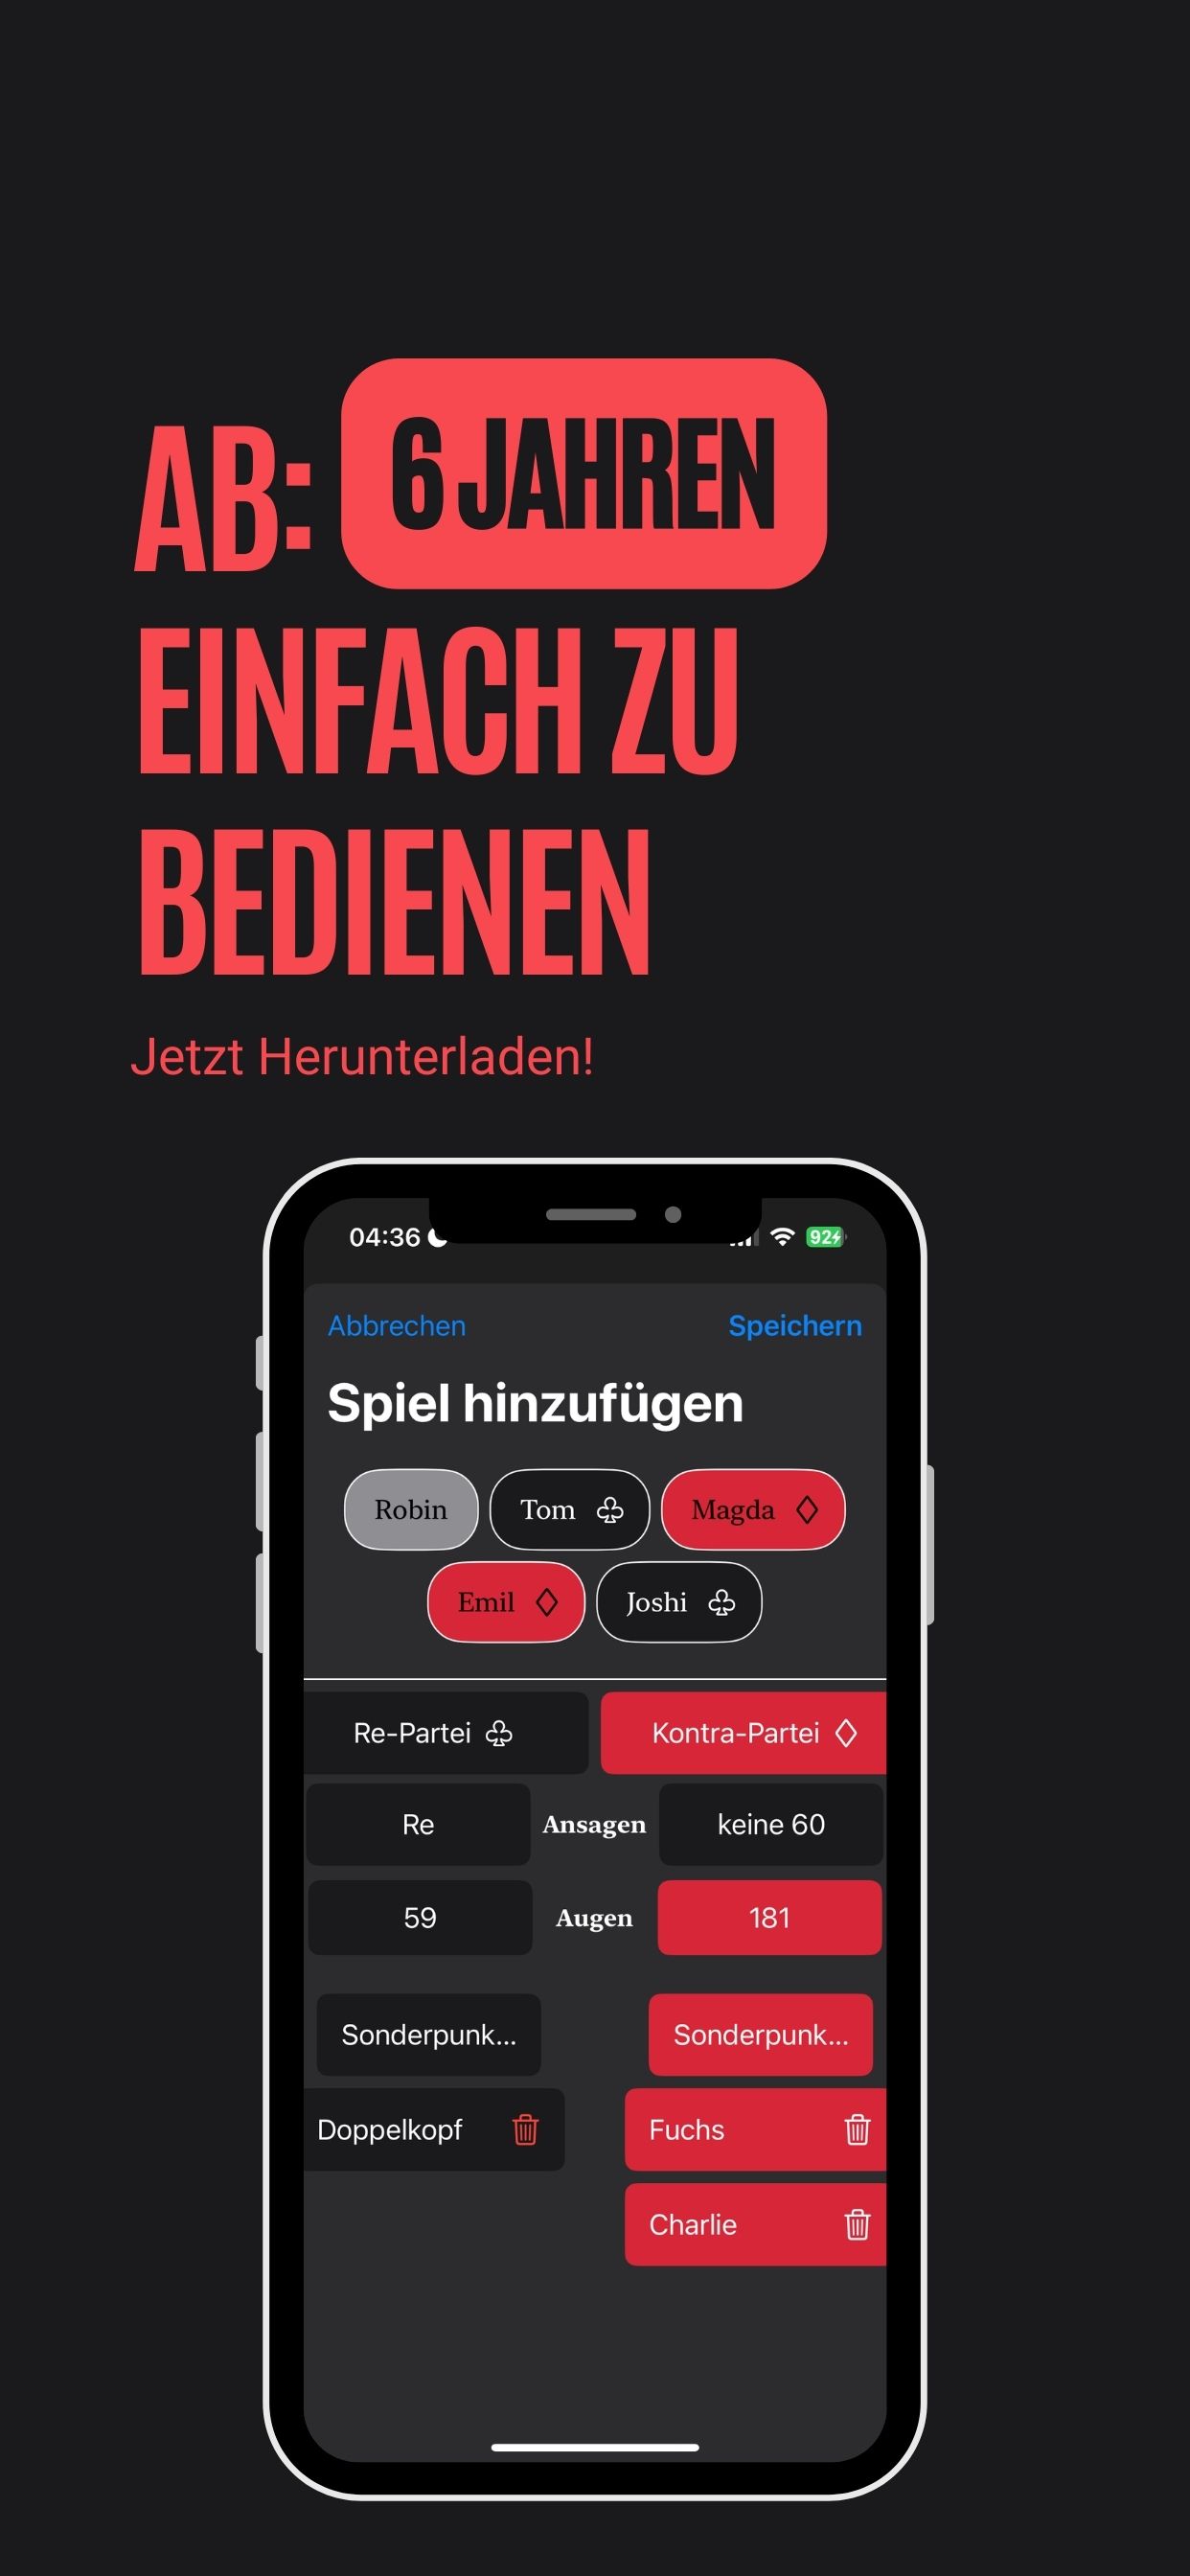 AB: 6 JAHREN
EINFACH ZU
BEDIENEN
Jetzt Herunterladen!
04:36 92
Abbrechen Speichern
Spiel hinzufügen
Robin Tom Magda
Emil Joshi
Re-Partei Kontra-Partei
Re Ansagen keine 60
59 Augen 181
Sonderpunk... Sonderpunk...
Doppelkopf Fuchs
Charlie